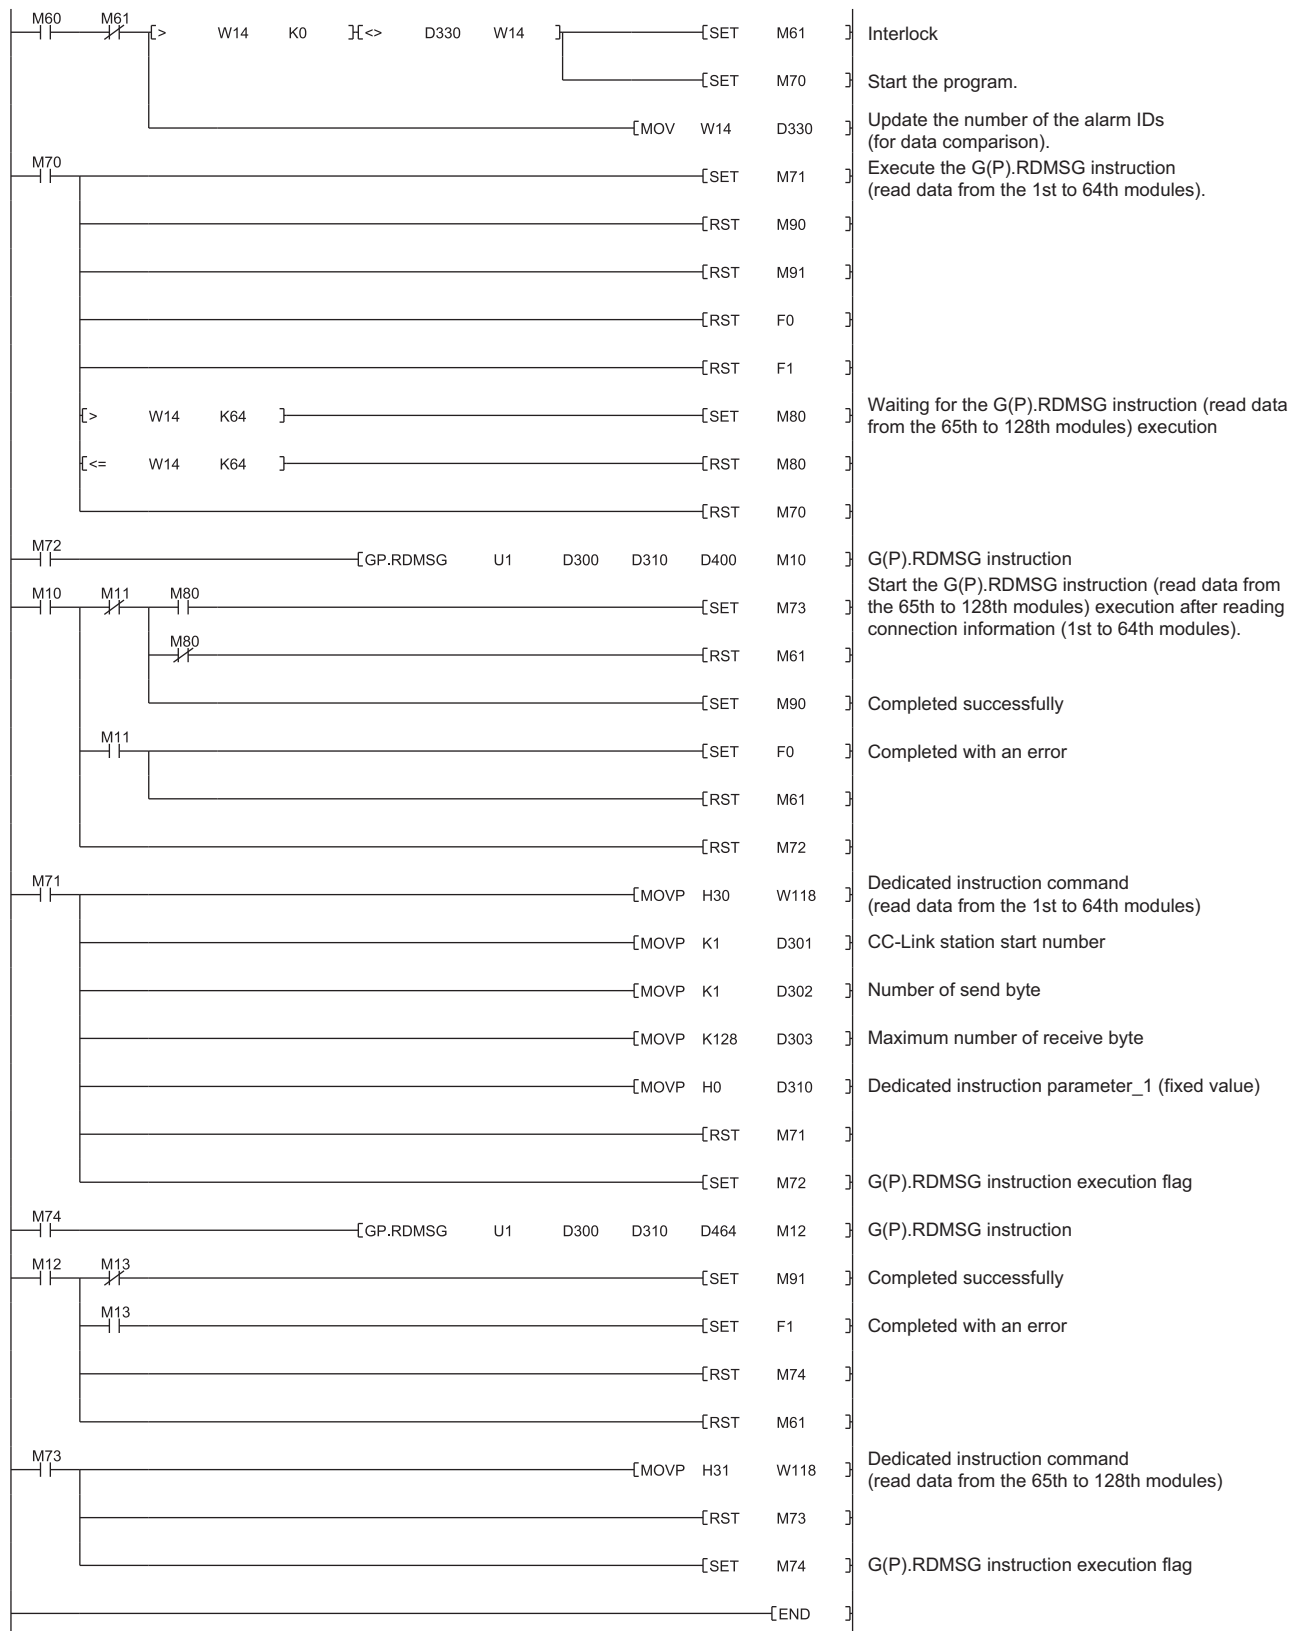 M60 M61
[> W14 K0 ][<> D330 W14 ] [SET M61 ] Interlock
[SET M70 ] Start the program.
[MOV W14 D330 ] Update the number of the alarm IDs
(for data comparison).
M70
[SET M71 ] Execute the G(P).RDMSG instruction
(read data from the 1st to 64th modules).
[RST M90 ]
[RST M91 ]
[RST F0 ]
[RST F1 ]
[> W14 K64 ] [SET M80 ] Waiting for the G(P).RDMSG instruction (read data
from the 65th to 128th modules) execution
[<= W14 K64 ] [RST M80 ]
[RST M70 ]
M72
[GP.RDMSG U1 D300 D310 D400 M10 ] G(P).RDMSG instruction
M10 M11 M80
[SET M73 ] Start the G(P).RDMSG instruction (read data from
the 65th to 128th modules) execution after reading
connection information (1st to 64th modules).
M80
[RST M61 ]
[SET M90 ] Completed successfully
M11
[SET F0 ] Completed with an error
[RST M61 ]
[RST M72 ]
M71
[MOVP H30 W118 ] Dedicated instruction command
(read data from the 1st to 64th modules)
[MOVP K1 D301 ] CC-Link station start number
[MOVP K1 D302 ] Number of send byte
[MOVP K128 D303 ] Maximum number of receive byte
[MOVP H0 D310 ] Dedicated instruction parameter_1 (fixed value)
[RST M71 ]
[SET M72 ] G(P).RDMSG instruction execution flag
M74
[GP.RDMSG U1 D300 D310 D464 M12 ] G(P).RDMSG instruction
M12 M13
[SET M91 ] Completed successfully
M13
[SET F1 ] Completed with an error
[RST M74 ]
[RST M61 ]
M73
[MOVP H31 W118 ] Dedicated instruction command
(read data from the 65th to 128th modules)
[RST M73 ]
[SET M74 ] G(P).RDMSG instruction execution flag
[END ]